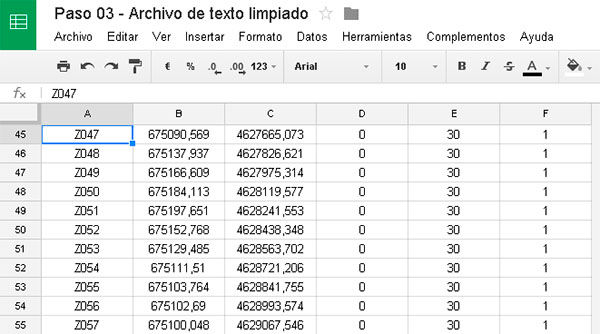 Paso 03 - Archivo de texto limpiado
Archivo Editar Ver Insertar Formato Datos Herramientas Complementos Ayuda
€ % .0 .00 123 Arial 10 B I S A
fx Z047
A B C D E F
45 Z047 675090,569 4627665,073 0 30 1
46 Z048 675137,937 4627826,621 0 30 1
47 Z049 675166,609 4627975,314 0 30 1
48 Z050 675184,113 4628119,577 0 30 1
49 Z051 675197,651 4628241,553 0 30 1
50 Z052 675152,768 4628438,348 0 30 1
51 Z053 675129,485 4628563,702 0 30 1
52 Z054 675111,51 4628721,206 0 30 1
53 Z055 675103,764 4628841,755 0 30 1
54 Z056 675102,69 4628993,574 0 30 1
55 Z057 675100,048 4629067,546 0 30 1